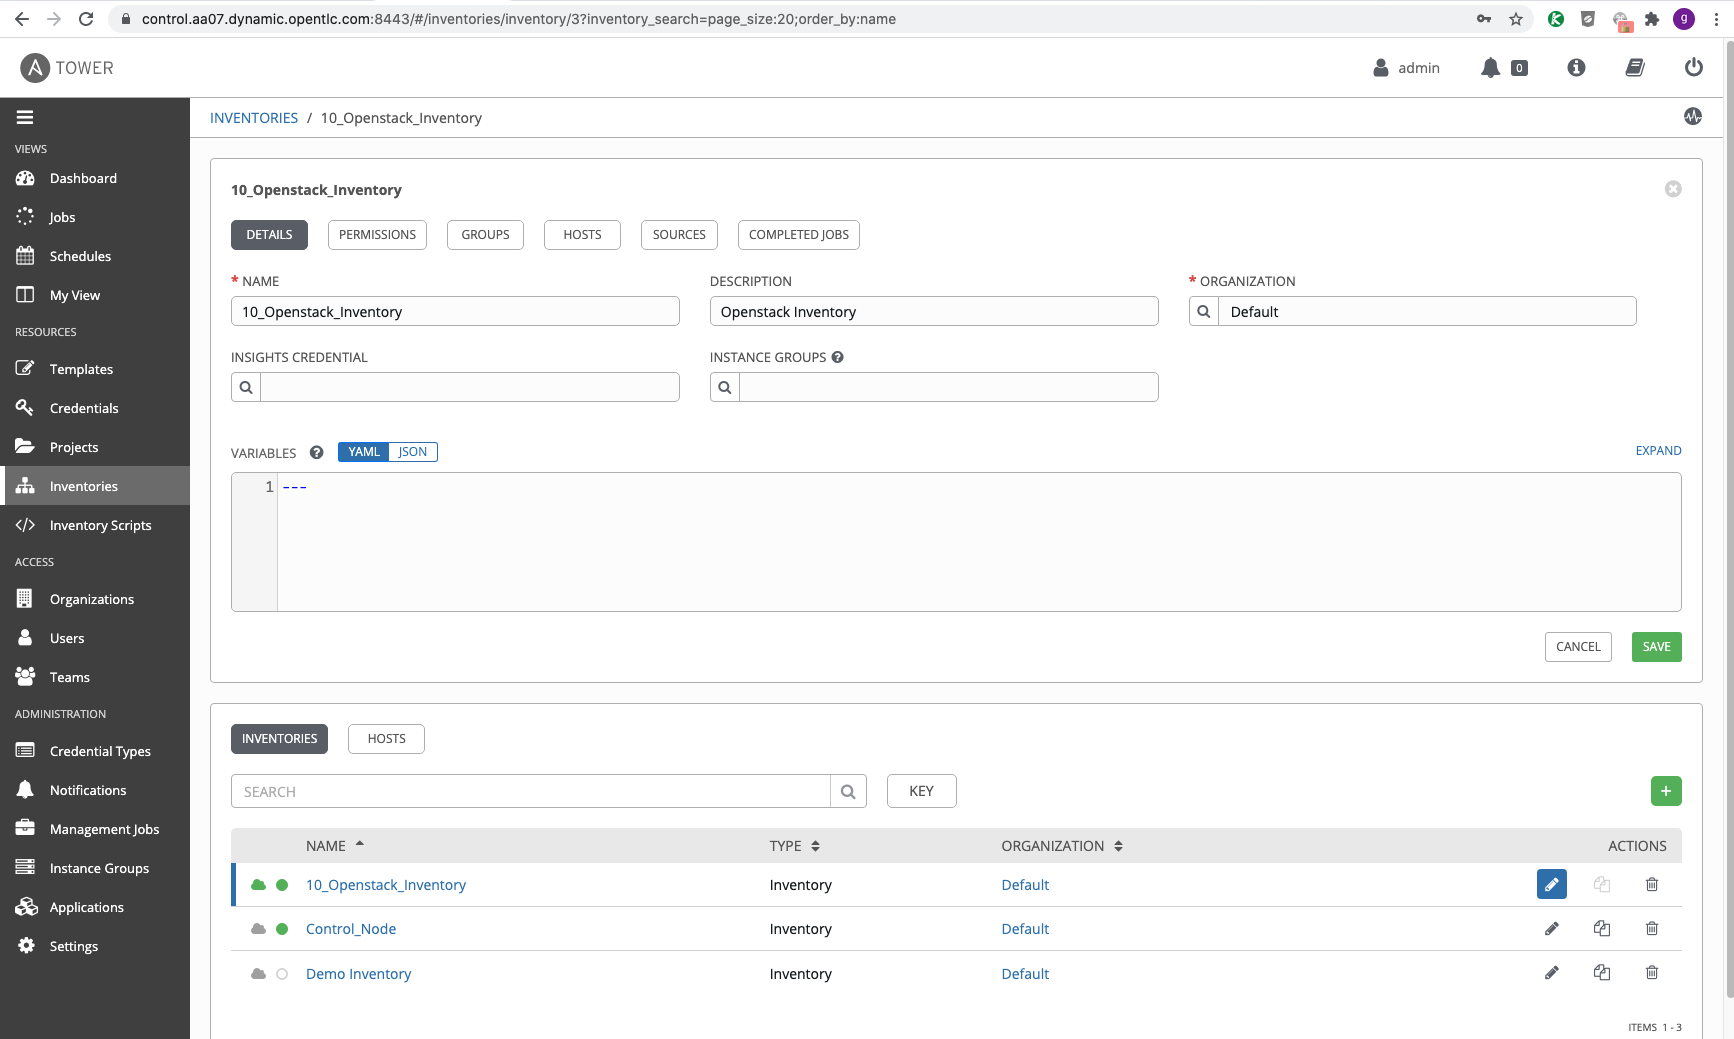 control.aa07.dynamic.opentlc.com:8443/#/inventories/inventory/3?inventory_search=page_size:20;order_by:name
g
A TOWER
admin
0
VIEWS
Dashboard
Jobs
Schedules
My View
RESOURCES
Templates
Credentials
Projects
Inventories
Inventory Scripts
ACCESS
Organizations
Users
Teams
ADMINISTRATION
Credential Types
Notifications
Management Jobs
Instance Groups
Applications
Settings
INVENTORIES / 10_Openstack_Inventory
10_Openstack_Inventory
DETAILS PERMISSIONS GROUPS HOSTS SOURCES COMPLETED JOBS
* NAME DESCRIPTION * ORGANIZATION
10_Openstack_Inventory Openstack Inventory Default
INSIGHTS CREDENTIAL INSTANCE GROUPS ?
VARIABLES ? YAML JSON EXPAND
1 ---
CANCEL SAVE
INVENTORIES HOSTS
SEARCH KEY +
NAME TYPE ORGANIZATION ACTIONS
10_Openstack_Inventory Inventory Default
Control_Node Inventory Default
Demo Inventory Inventory Default
ITEMS 1 - 3